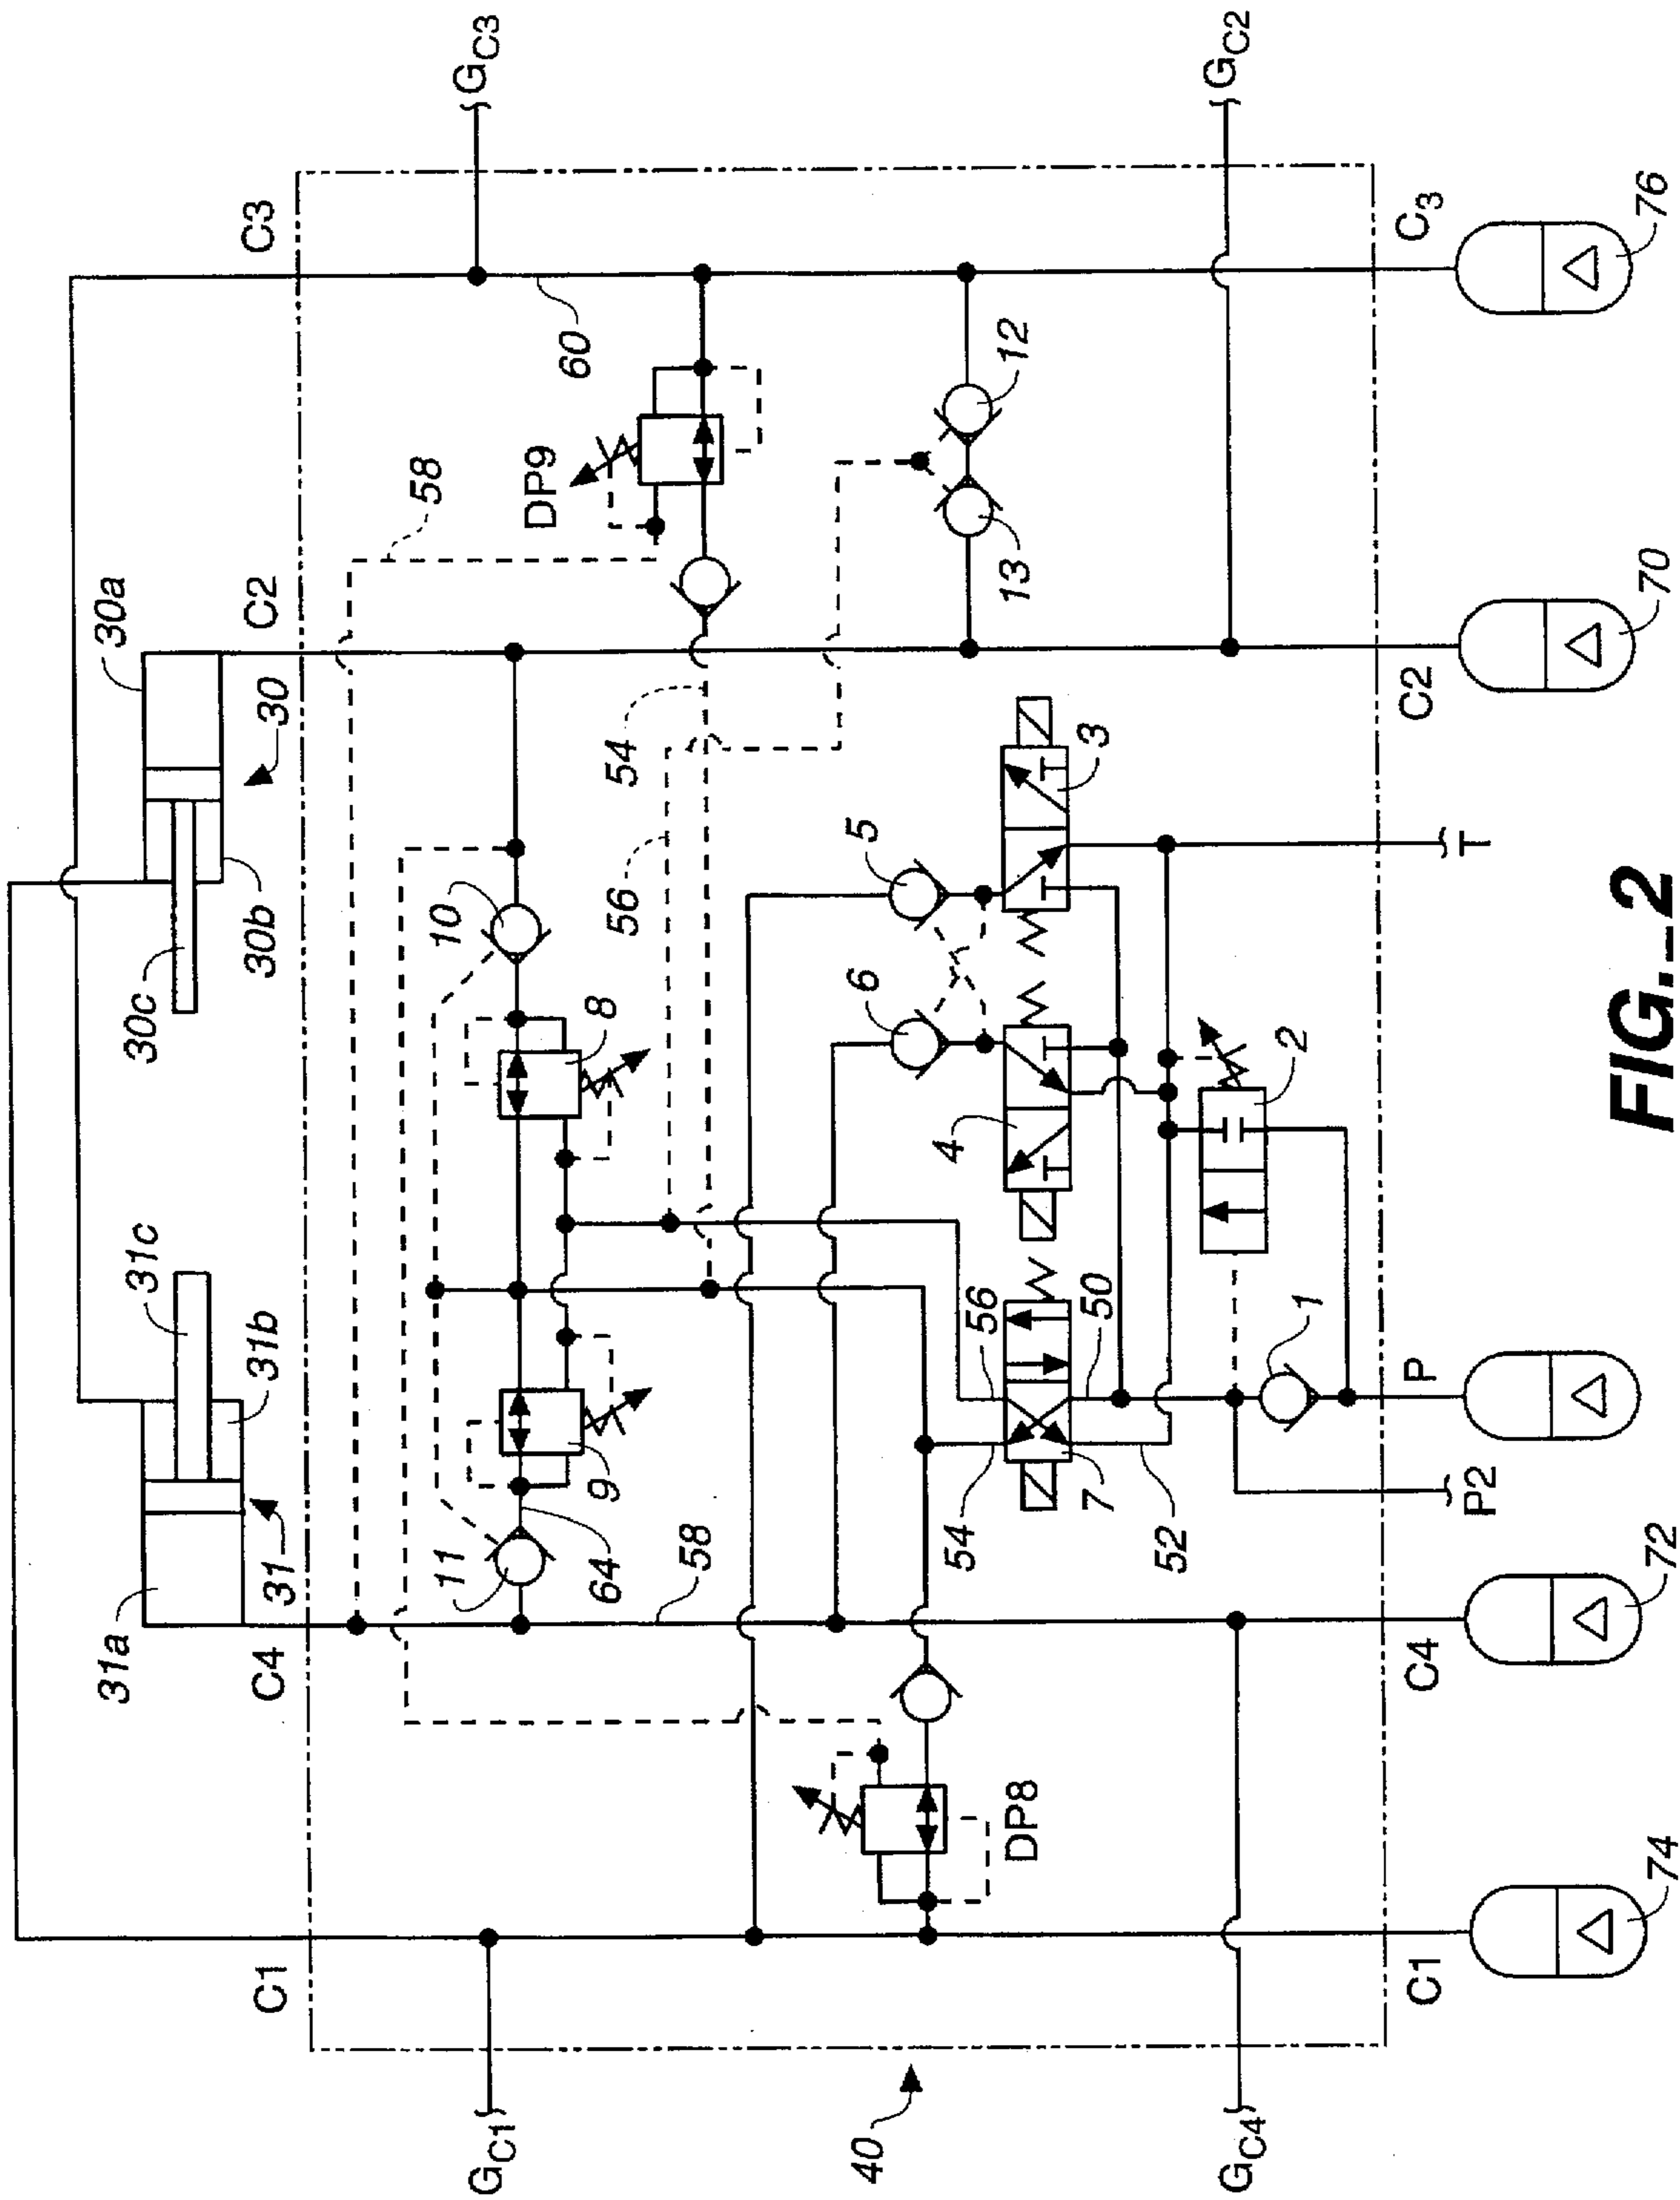 G_C3
G_C2
C3
C₃
76
60
12
58
DP9
13
30a
C2
30
C2
70
54
3
5
56
10
30b
30c
6
8
4
2
T
31c
31b
56
50
1
P
9
7
P2
54
52
11
64
58
31
31a
C4
C4
72
DP8
C1
C1
74
40
G_C1
G_C4
FIG._2